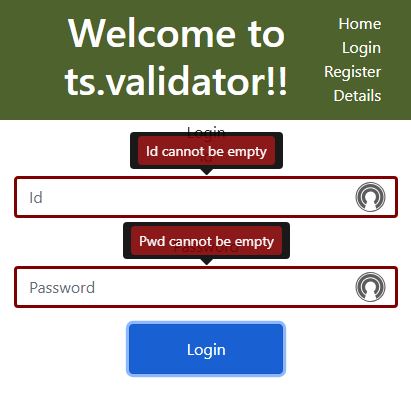 Welcome to
ts.validator!!
Home
Login
Register
Details
Login
Id cannot be empty
Id
Pwd cannot be empty
Password
Password
Login